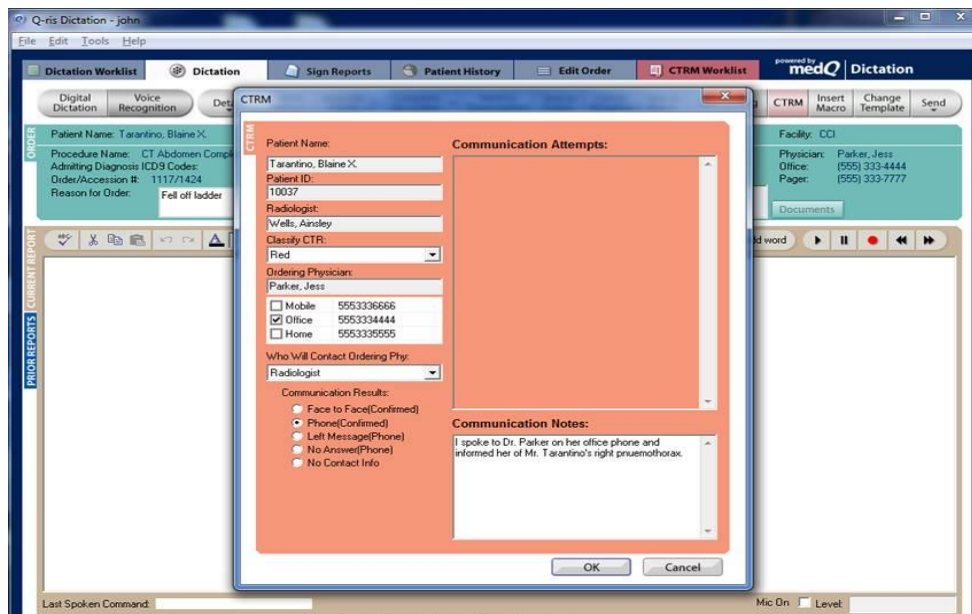 Q-ris Dictation - john
File Edit Tools Help
Dictation Worklist Dictation Sign Reports Patient History Edit Order CTRM Worklist powered by medQ Dictation
Digital Dictation Voice Recognition CTRM Insert Macro Change Template Send
ORDER
Patient Name: Tarantino, Blaine X. Facility: CCI
Procedure Name: CT Abdomen Physician: Parker, Jess
Admitting Diagnosis ICD9 Codes: Office: (555) 333-4444
Order/Accession #: 1117/1424 Pager: (555) 333-7777
Reason for Order: Fell off ladder
Documents
CURRENT REPORT
PRIOR REPORTS
word
CTRM
CTRM
Patient Name:
Tarantino, Blaine X.
Patient ID:
10037
Radiologist:
Wells, Ainsley
Classify CTR:
Red
Ordering Physician:
Parker, Jess
Mobile 5553336666
Office 5553334444
Home 5553335555
Who Will Contact Ordering Phy:
Radiologist
Communication Results:
Face to Face(Confirmed)
Phone(Confirmed)
Left Message(Phone)
No Answer(Phone)
No Contact Info
Communication Attempts:
Communication Notes:
I spoke to Dr. Parker on her office phone and
informed her of Mr. Tarantino's right pnuemothorax.
OK Cancel
Last Spoken Command: Mic On Level: